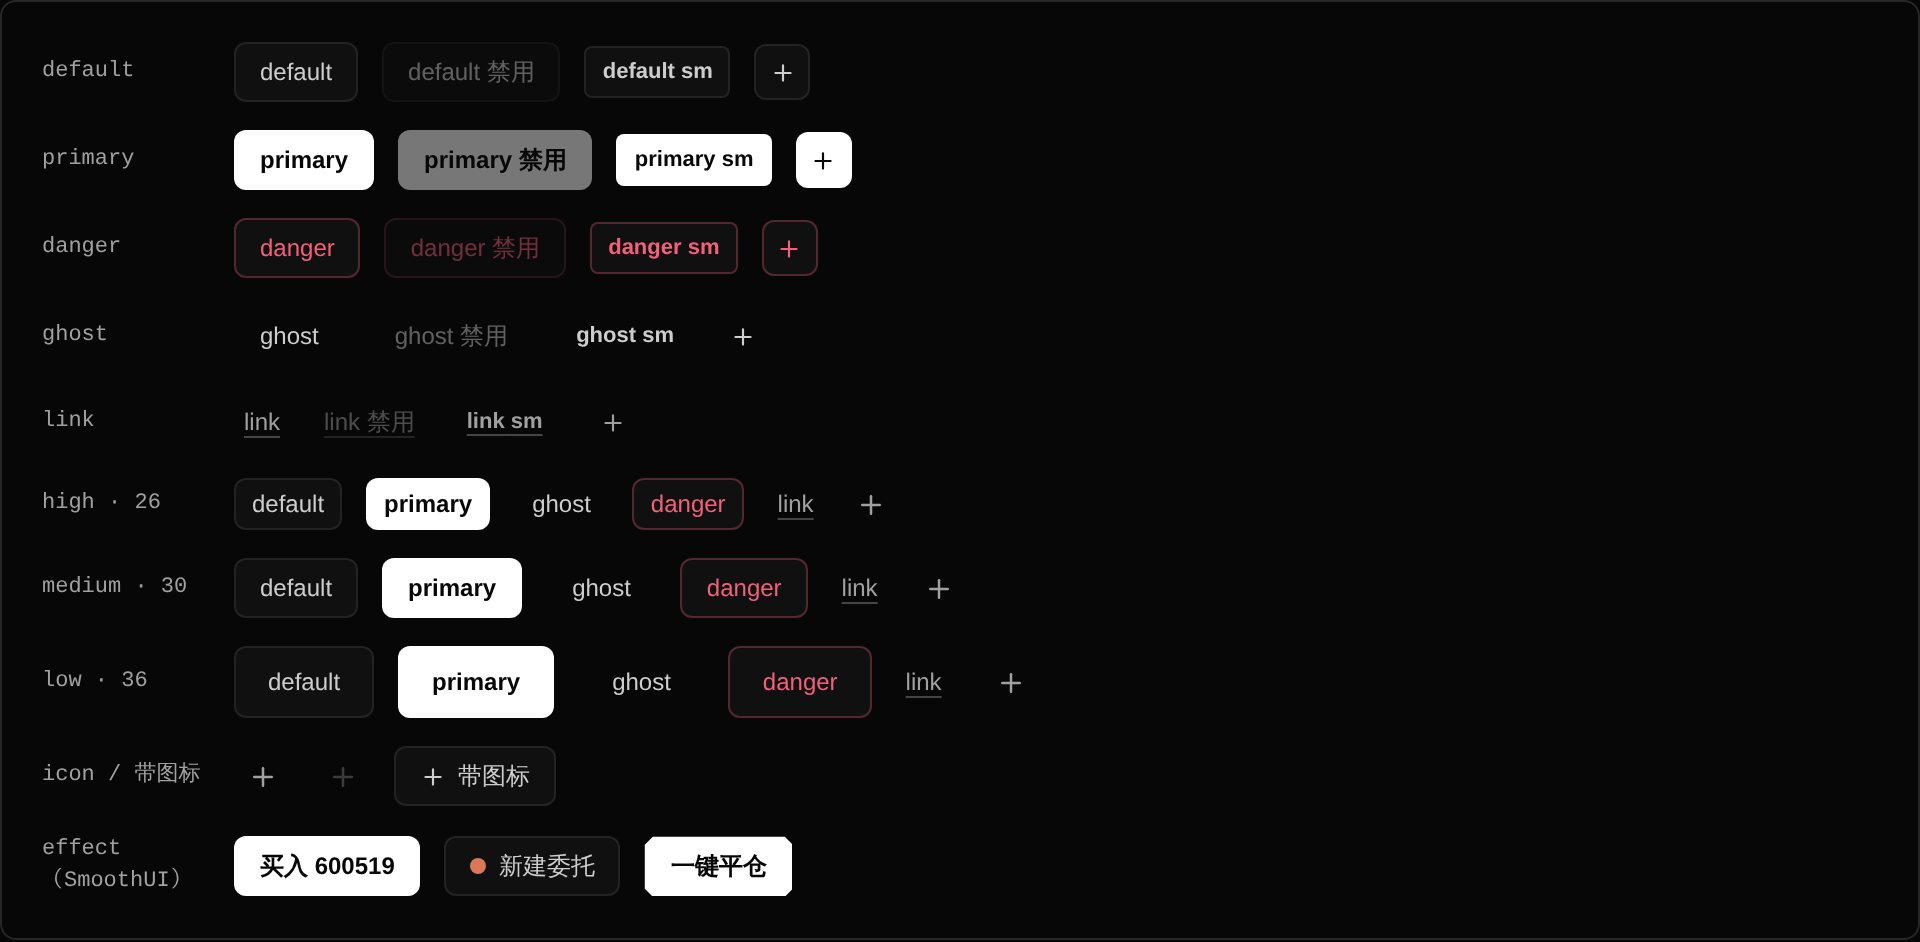 default default default 禁用 default sm
primary primary primary 禁用 primary sm
danger danger danger 禁用 danger sm
ghost ghost ghost 禁用 ghost sm
link link link 禁用 link sm
high · 26 default primary ghost danger link
medium · 30 default primary ghost danger link
low · 36 default primary ghost danger link
icon / 带图标 带图标
effect
（SmoothUI） 买入 600519 新建委托 一键平仓